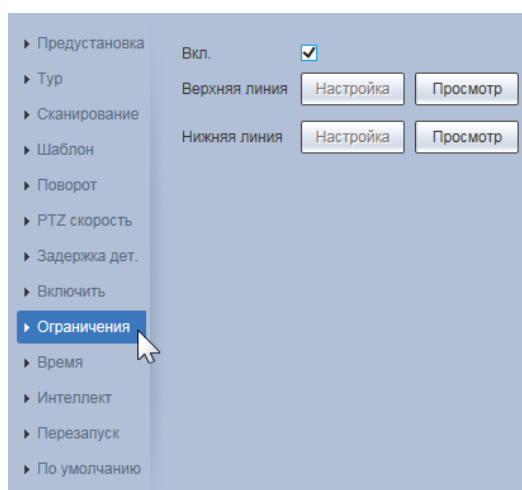 Предустановка
Тур
Сканирование
Шаблон
Поворот
PTZ скорость
Задержка дет.
Включить
Ограничения
Время
Интеллект
Перезапуск
По умолчанию
Вкл.
Верхняя линия Настройка Просмотр
Нижняя линия Настройка Просмотр